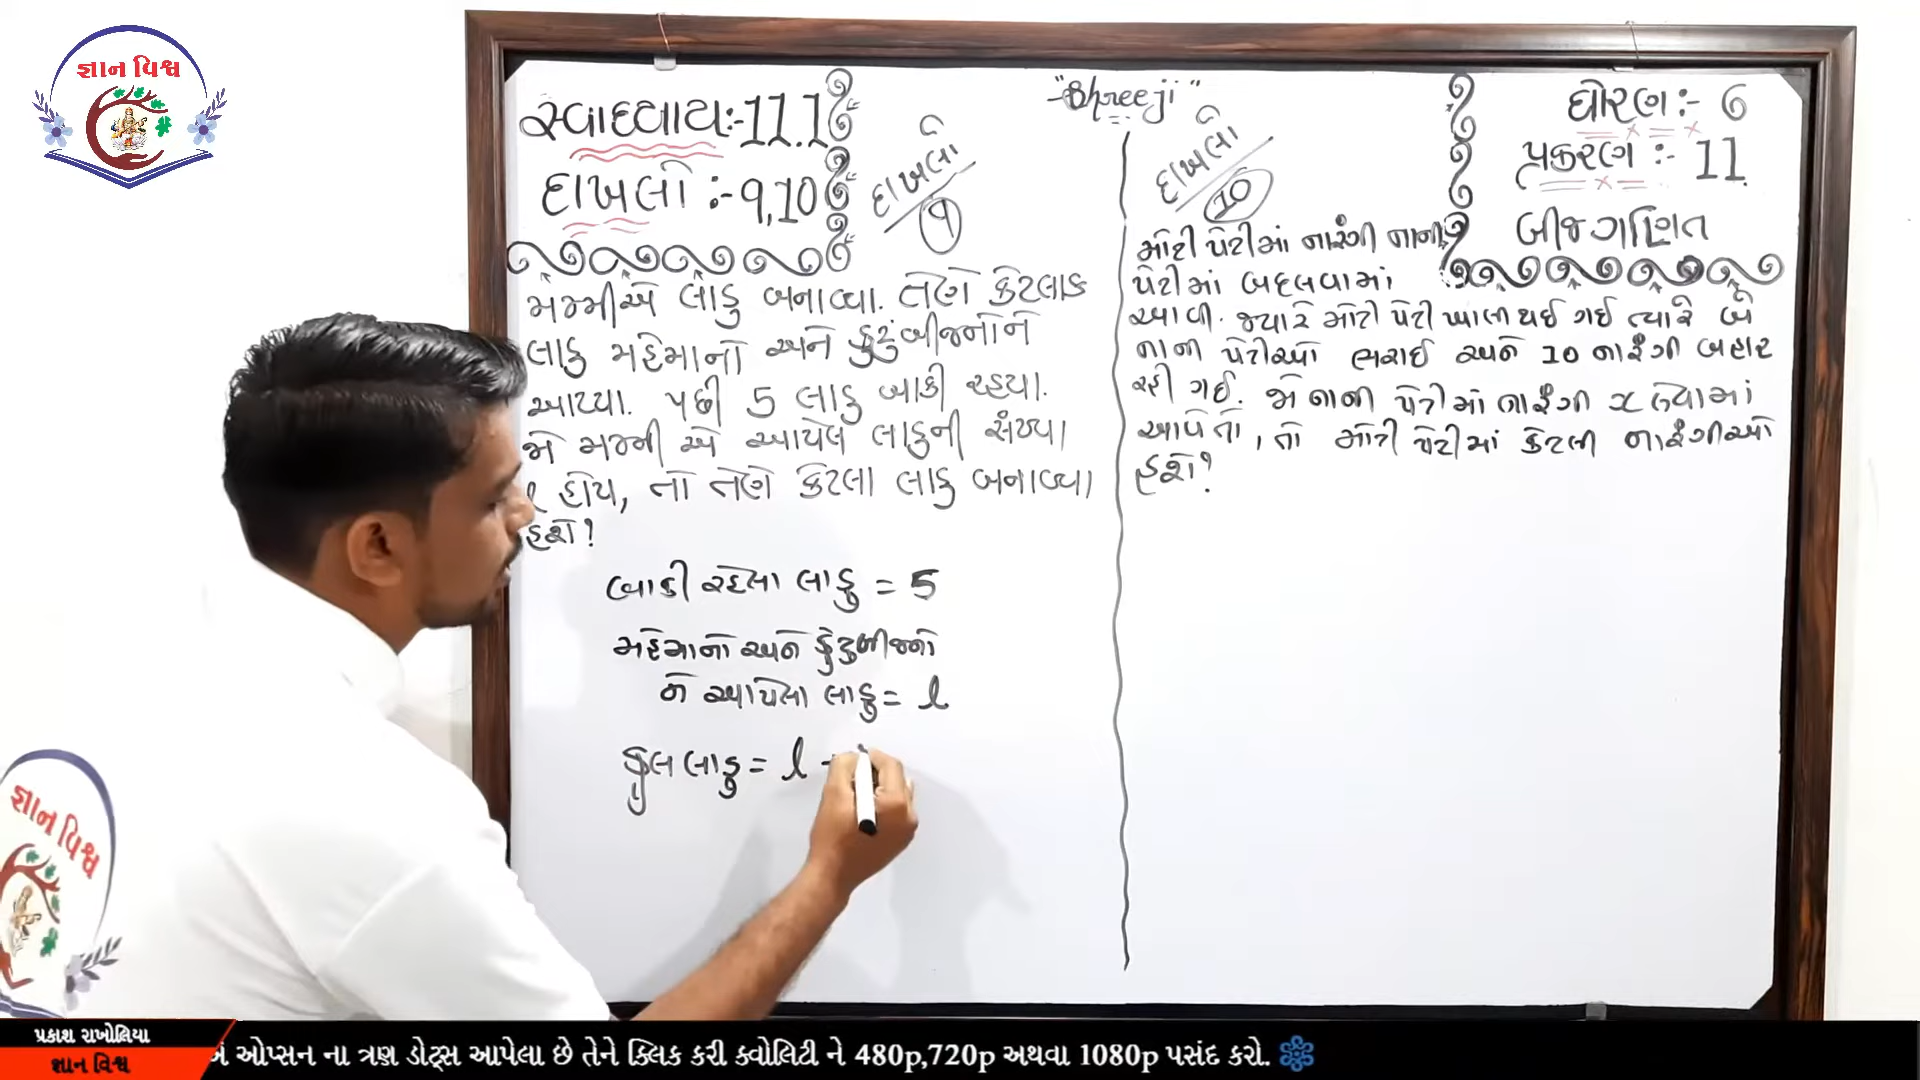 જ્ઞાન વિશ્વ
"Shreeji"
સ્વાધ્યાયઃ-11.1
દાખલો :- 9,10
દાખલો
9
મમ્મીએ લાડુ બનાવ્યા. તેણે કેટલાક
લાડુ મહેમાનો અને કુટુંબીજનોને
આપ્યા. પછી 5 લાડુ બાકી રહ્યા.
જો મમ્મી એ આપેલ લાડુની સંખ્યા
l હોય, તો તેણે કેટલા લાડુ બનાવ્યા
હશે?
બાકી રહેલા લાડુ = 5
મહેમાનો અને કુટુંબીજનો
ને આપેલા લાડુ = l
કુલ લાડુ = l +
દાખલો
10
ધોરણ :- 6
પ્રકરણ :- 11
બીજગણિત
મોટી પેટીમાં નારંગી નાની
પેટીમાં બદલવામાં
આવી. જ્યારે મોટી પેટી ખાલી થઈ ગઈ ત્યારે બે
નાની પેટીઓ ભરાઈ અને 10 નારંગી બહાર
રહી ગઈ. જો નાની પેટીમાં નારંગી x લેવામાં
આવે તો, તો મોટી પેટીમાં કેટલી નારંગીઓ
હશે?
જ્ઞાન વિશ્વ
પ્રકાશ રાખોલિયા
જ્ઞાન વિશ્વ
ઓપ્સન ના ત્રણ ડોટ્સ આપેલા છે તેને ક્લિક કરી ક્વોલિટી ને 480p,720p અથવા 1080p પસંદ કરો.